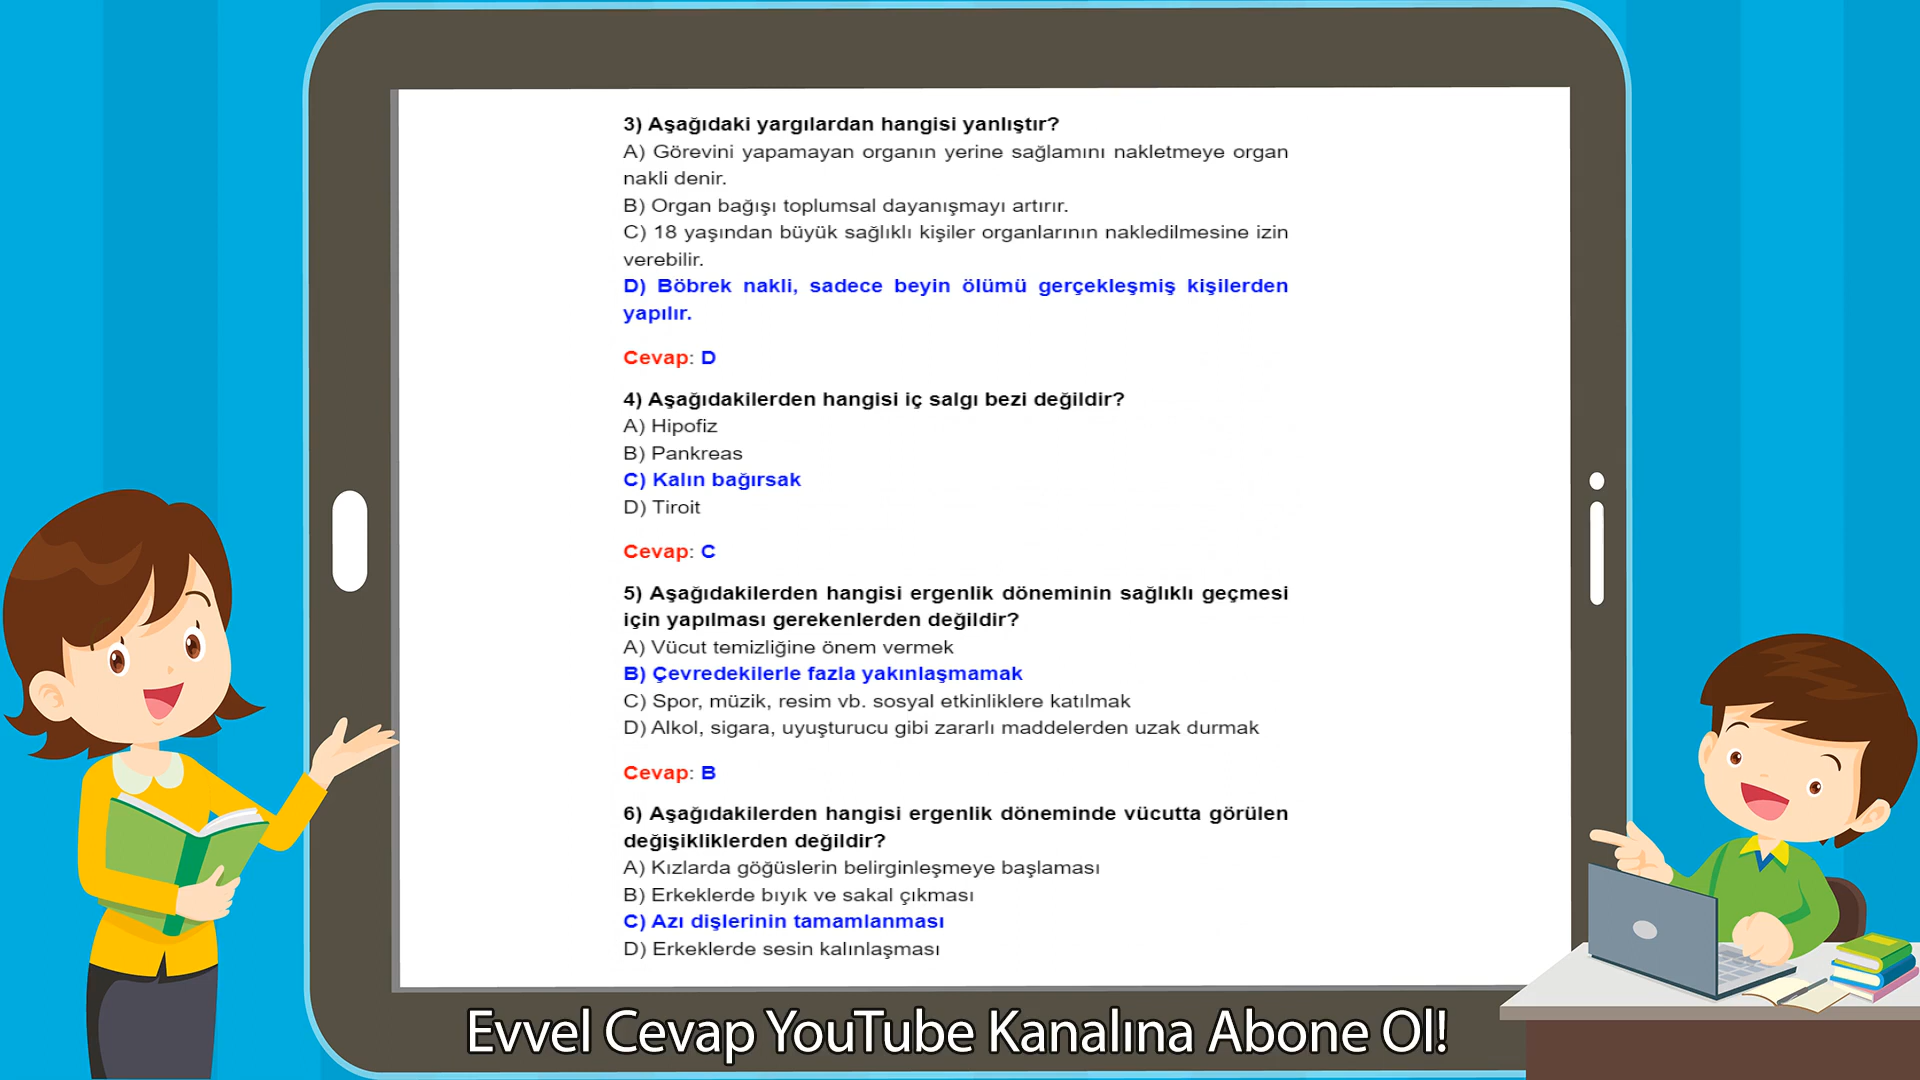 3) Aşağıdaki yargılardan hangisi yanlıştır?
A) Görevini yapamayan organın yerine sağlamını nakletmeye organ
nakli denir.
B) Organ bağışı toplumsal dayanışmayı artırır.
C) 18 yaşından büyük sağlıklı kişiler organlarının nakledilmesine izin
verebilir.
D) Böbrek nakli, sadece beyin ölümü gerçekleşmiş kişilerden
yapılır.
Cevap: D
4) Aşağıdakilerden hangisi iç salgı bezi değildir?
A) Hipofiz
B) Pankreas
C) Kalın bağırsak
D) Tiroit
Cevap: C
5) Aşağıdakilerden hangisi ergenlik döneminin sağlıklı geçmesi
için yapılması gerekenlerden değildir?
A) Vücut temizliğine önem vermek
B) Çevredekilerle fazla yakınlaşmamak
C) Spor, müzik, resim vb. sosyal etkinliklere katılmak
D) Alkol, sigara, uyuşturucu gibi zararlı maddelerden uzak durmak
Cevap: B
6) Aşağıdakilerden hangisi ergenlik döneminde vücutta görülen
değişikliklerden değildir?
A) Kızlarda göğüslerin belirginleşmeye başlaması
B) Erkeklerde bıyık ve sakal çıkması
C) Azı dişlerinin tamamlanması
D) Erkeklerde sesin kalınlaşması
Evvel Cevap YouTube Kanalına Abone Ol!